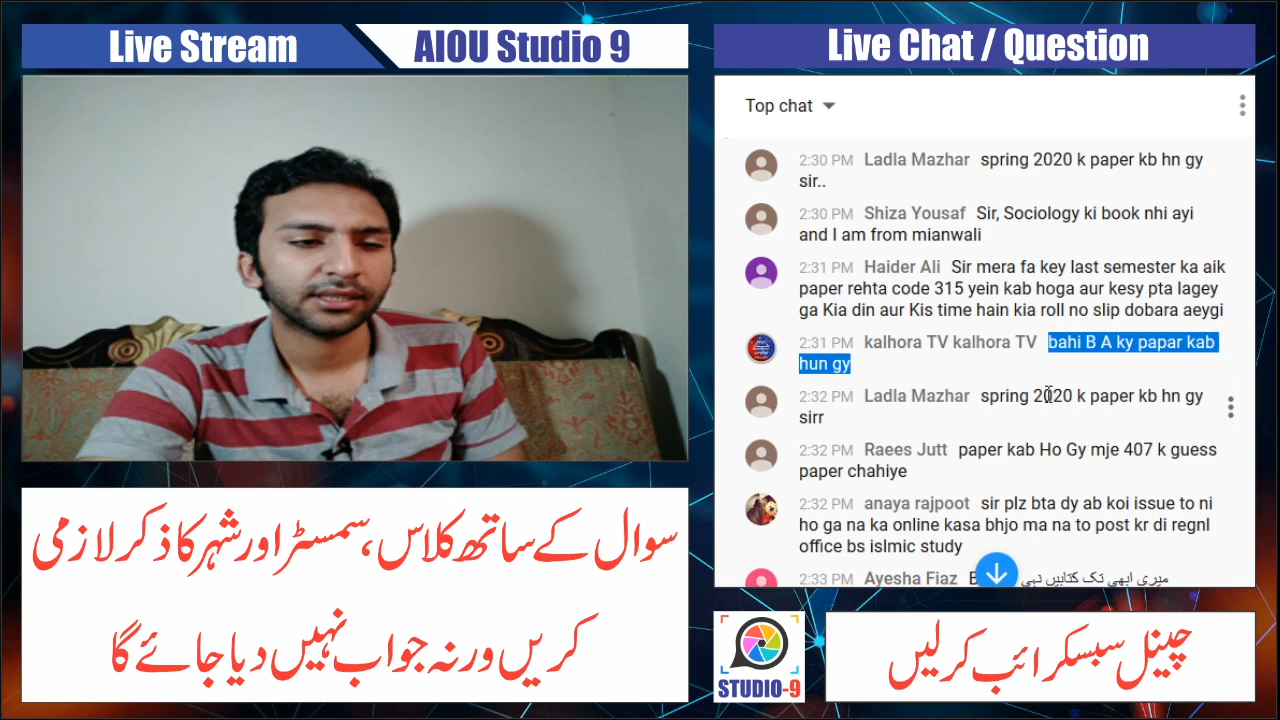 Live Stream
AIOU Studio 9
سوال کے ساتھ کلاس، سمسٹر اور شہر کا ذکر لازمی
کریں ورنہ جواب نہیں دیا جائے گا
Live Chat / Question
Top chat
2:30 PM Ladla Mazhar spring 2020 k paper kb hn gy
sir..
2:30 PM Shiza Yousaf Sir, Sociology ki book nhi ayi
and I am from mianwali
2:31 PM Haider Ali Sir mera fa key last semester ka aik
paper rehta code 315 yein kab hoga aur kesy pta lagey
ga Kia din aur Kis time hain kia roll no slip dobara aeygi
2:31 PM kalhora TV kalhora TV bahi B A ky papar kab
hun gy
2:32 PM Ladla Mazhar spring 2020 k paper kb hn gy
sirr
2:32 PM Raees Jutt paper kab Ho Gy mje 407 k guess
paper chahiye
2:32 PM anaya rajpoot sir plz bta dy ab koi issue to ni
ho ga na ka online kasa bhjo ma na to post kr di regnl
office bs islmic study
2:33 PM Ayesha Fiaz B میری ابھی تک کتابیں نہی
STUDIO-9
چینل سبسکرائب کر لیں